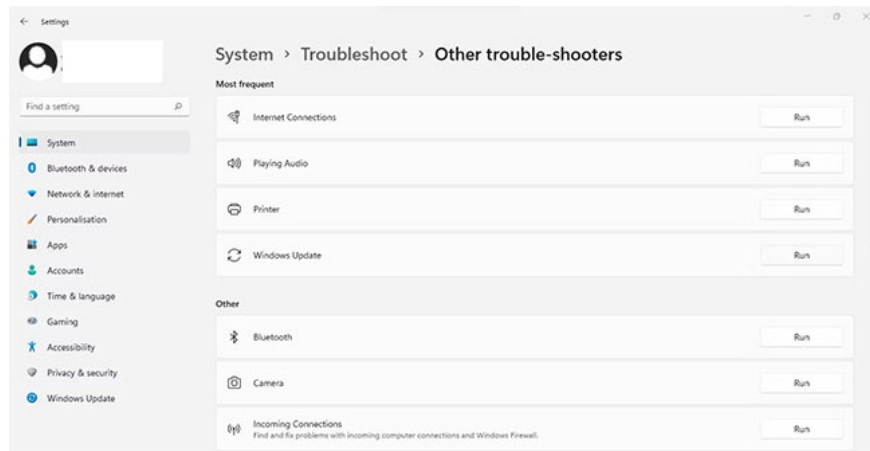 Settings
System > Troubleshoot > Other trouble-shooters
Most frequent
Find a setting
Internet Connections
Run
System
Bluetooth & devices
Playing Audio
Run
Network & internet
Personalisation
Printer
Run
Apps
Windows Update
Run
Accounts
Time & language
Other
Gaming
Bluetooth
Run
Accessibility
Privacy & security
Camera
Run
Windows Update
Incoming Connections
Find and fix problems with incoming computer connections and Windows Firewall.
Run